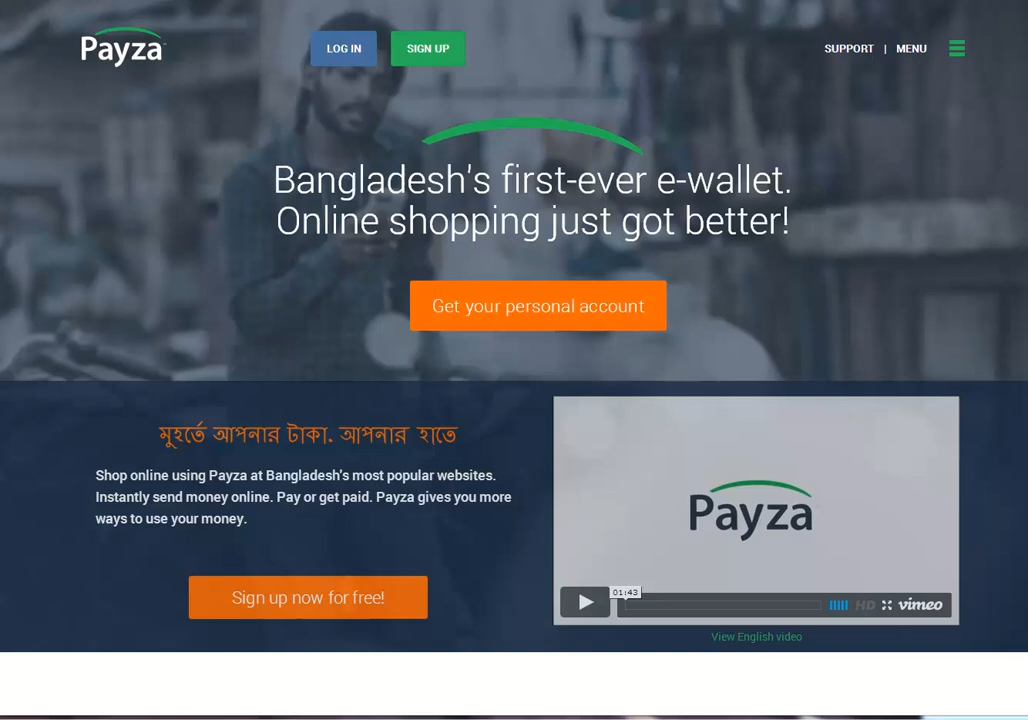 Payza
LOG IN
SIGN UP
SUPPORT | MENU
Bangladesh's first-ever e-wallet.
Online shopping just got better!
Get your personal account
মুহুর্তে আপনার টাকা. আপনার হাতে
Shop online using Payza at Bangladesh's most popular websites.
Instantly send money online. Pay or get paid. Payza gives you more
ways to use your money.
Sign up now for free!
Payza
01:43
HD
vimeo
View English video